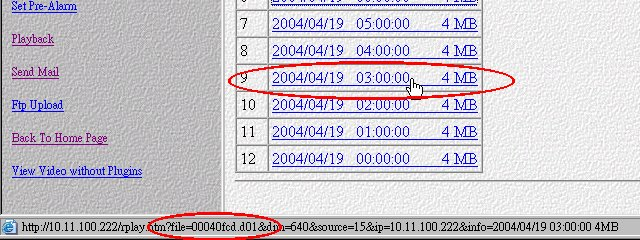 Set Pre-Alarm
Playback
Send Mail
Ftp Upload
Back To Home Page
View Video without Plugins
7 2004/04/19 05:00:00 4 MB
8 2004/04/19 04:00:00 4 MB
9 2004/04/19 03:00:00 4 MB
10 2004/04/19 02:00:00 4 MB
11 2004/04/19 01:00:00 4 MB
12 2004/04/19 00:00:00 4 MB
http://10.11.100.222/rplay.htm?file=00040fcd.d01&dm=640&source=15&ip=10.11.100.222&info=2004/04/19 03:00:00 4MB